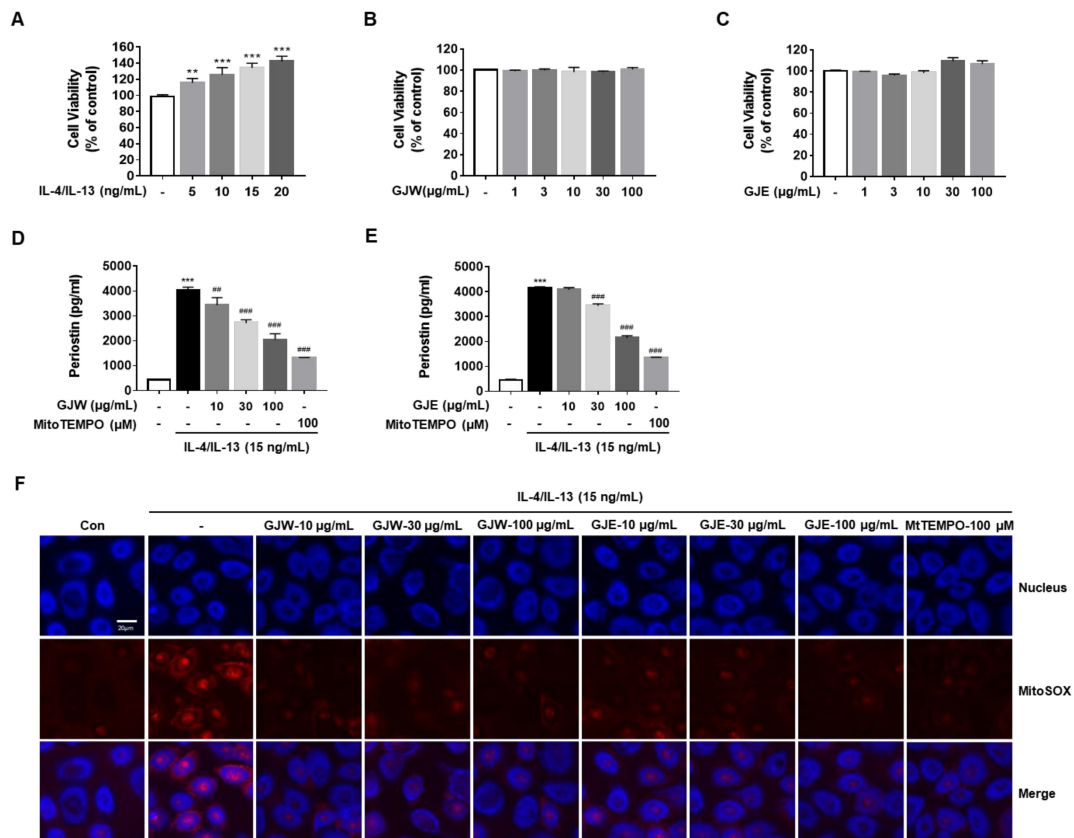 A
Cell Viability
(% of control)
160
140
120
100
80
60
40
20
0
** *** *** ***
IL-4/IL-13 (ng/mL) - 5 10 15 20
B
Cell Viability
(% of control)
120
100
80
60
40
20
0
GJW(µg/mL) - 1 3 10 30 100
C
Cell Viability
(% of control)
120
100
80
60
40
20
0
GJE (µg/mL) - 1 3 10 30 100
D
Periostin (pg/ml)
5000
4000
3000
2000
1000
0
*** ## ### ### ###
GJW (µg/mL) - - 10 30 100 -
MitoTEMPO (µM) - - - - - 100
IL-4/IL-13 (15 ng/mL)
E
Periostin (pg/ml)
5000
4000
3000
2000
1000
0
*** ### ### ###
GJE (µg/mL) - - 10 30 100 -
MitoTEMPO (µM) - - - - - 100
IL-4/IL-13 (15 ng/mL)
F
IL-4/IL-13 (15 ng/mL)
Con - GJW-10 µg/mL GJW-30 µg/mL GJW-100 µg/mL GJE-10 µg/mL GJE-30 µg/mL GJE-100 µg/mL MtTEMPO-100 µM
20µm
Nucleus
MitoSOX
Merge